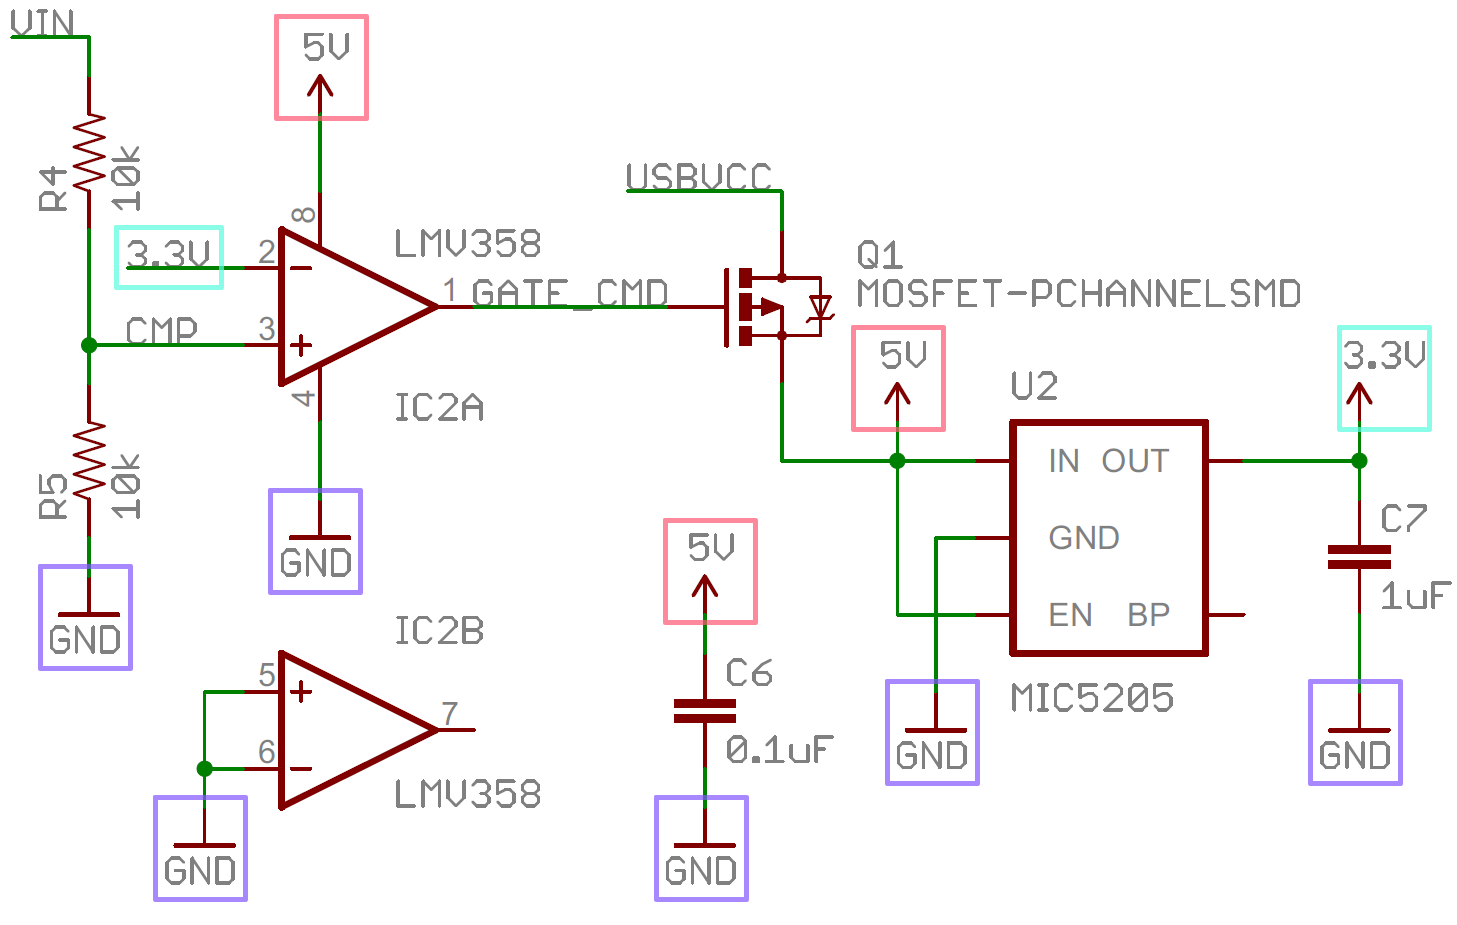 VIN
5V
R4
10k
8
3.3V
2
LMV358
1
GATE_CMD
USBVCC
Q1
MOSFET-PCHANNELSMD
CMP
3
4
IC2A
5V
3.3V
U2
IN OUT
GND
EN BP
MIC5205
C7
1uF
R5
10k
GND
GND
5V
C6
0.1uF
GND
GND
IC2B
5
6
7
LMV358
GND
GND